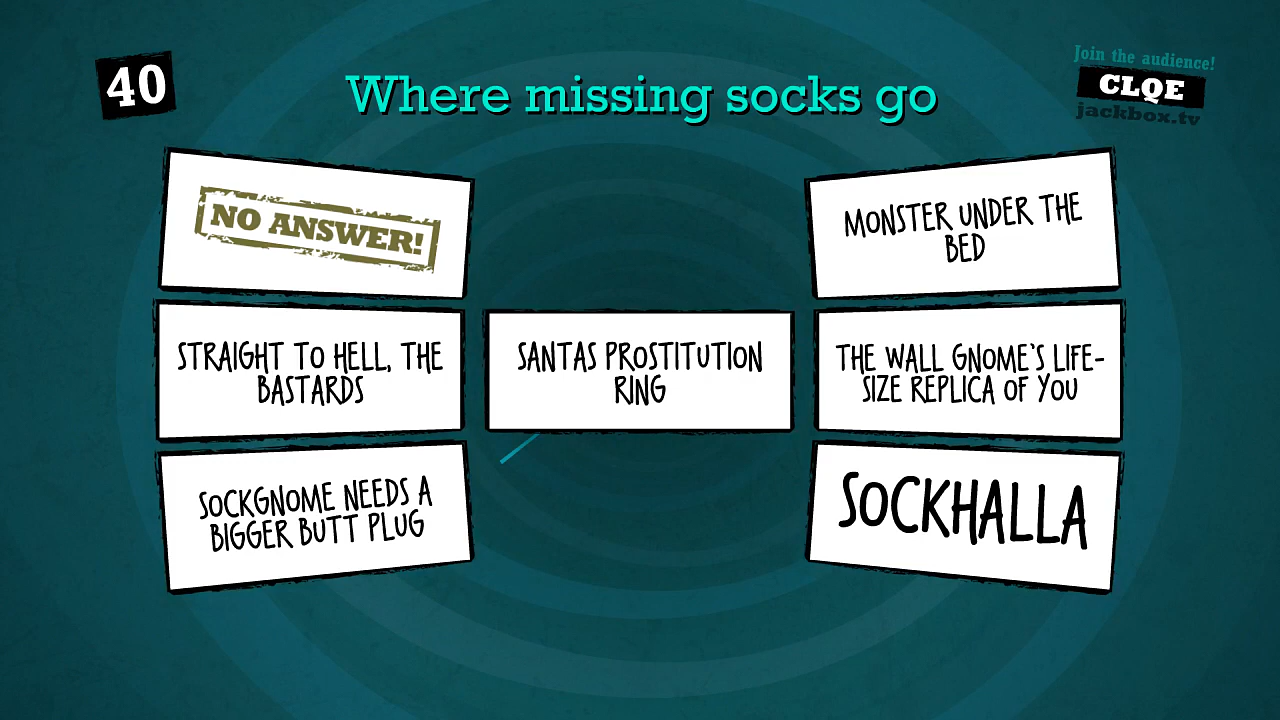 40
Where missing socks go
Join the audience!
CLQE
jackbox.tv
NO ANSWER!
MONSTER UNDER THE
BED
STRAIGHT TO HELL, THE
BASTARDS
SANTAS PROSTITUTION
RING
THE WALL GNOME'S LIFE-
SIZE REPLICA OF YOU
SOCKGNOME NEEDS A
BIGGER BUTT PLUG
SOCKHALLA